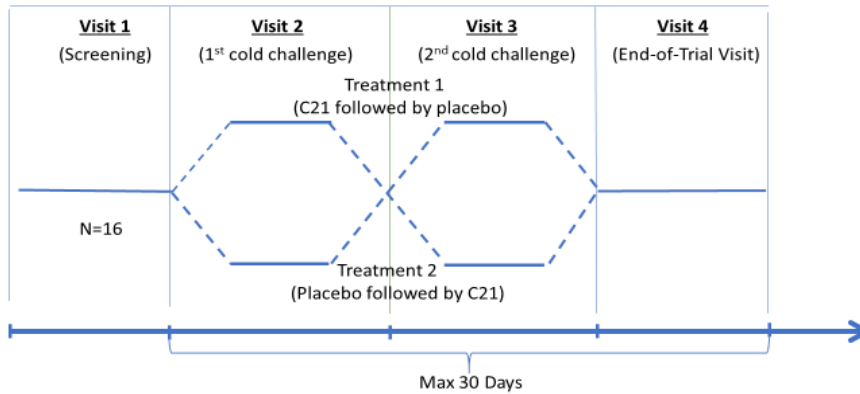 Visit 1
(Screening)
Visit 2
(1st cold challenge)
Visit 3
(2nd cold challenge)
Visit 4
(End-of-Trial Visit)
Treatment 1
(C21 followed by placebo)
N=16
Treatment 2
(Placebo followed by C21)
Max 30 Days